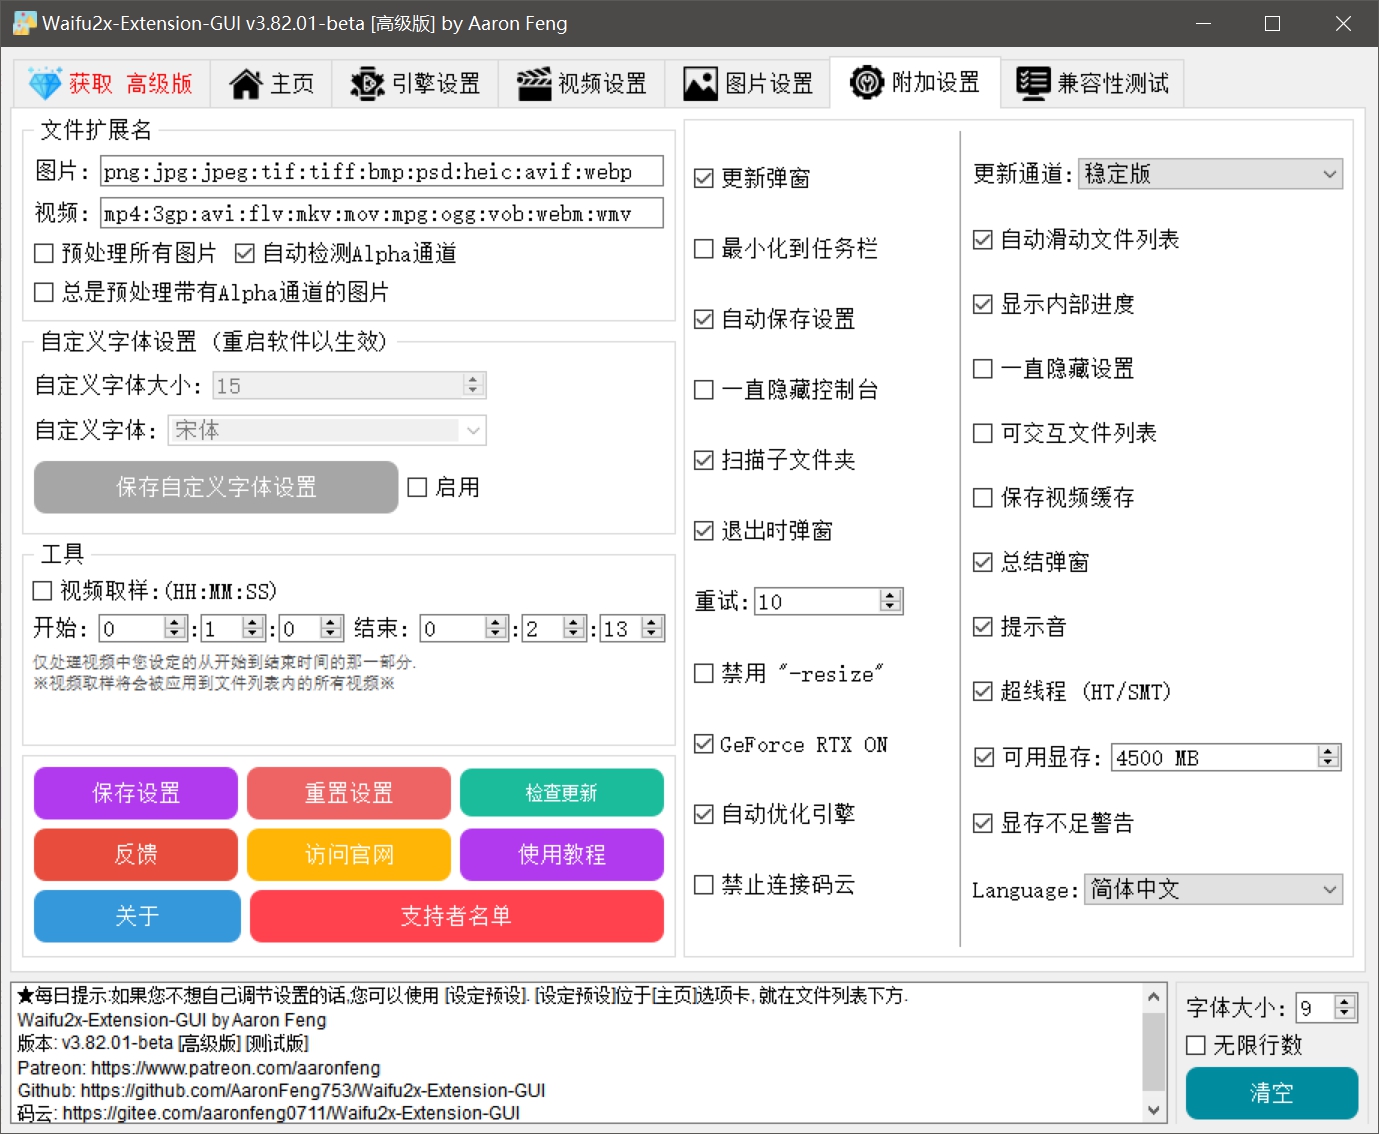 Waifu2x-Extension-GUI v3.82.01-beta [高级版] by Aaron Feng
获取 高级版
主页
引擎设置
视频设置
图片设置
附加设置
兼容性测试
文件扩展名
图片: png:jpg:jpeg:tif:tiff:bmp:psd:heic:avif:webp
视频: mp4:3gp:avi:flv:mkv:mov:mpg:ogg:vob:webm:wmv
预处理所有图片 自动检测Alpha通道
总是预处理带有Alpha通道的图片
自定义字体设置 (重启软件以生效)
自定义字体大小: 15
自定义字体: 宋体
保存自定义字体设置 启用
工具
视频取样:(HH:MM:SS)
开始: 0:1:0 结束: 0:2:13
仅处理视频中您设定的从开始到结束时间的那一部分.
※视频取样将会被应用到文件列表内的所有视频※
保存设置 重置设置 检查更新
反馈 访问官网 使用教程
关于 支持者名单
更新弹窗
最小化到任务栏
自动保存设置
一直隐藏控制台
扫描子文件夹
退出时弹窗
重试: 10
禁用 "-resize"
GeForce RTX ON
自动优化引擎
禁止连接码云
更新通道: 稳定版
自动滑动文件列表
显示内部进度
一直隐藏设置
可交互文件列表
保存视频缓存
总结弹窗
提示音
超线程 (HT/SMT)
可用显存: 4500 MB
显存不足警告
Language: 简体中文
★每日提示:如果您不想自己调节设置的话,您可以使用 [设定预设]. [设定预设]位于[主页]选项卡, 就在文件列表下方.
Waifu2x-Extension-GUI by Aaron Feng
版本: v3.82.01-beta [高级版] [测试版]
Patreon: https://www.patreon.com/aaronfeng
Github: https://github.com/AaronFeng753/Waifu2x-Extension-GUI
码云: https://gitee.com/aaronfeng0711/Waifu2x-Extension-GUI
字体大小: 9
无限行数
清空